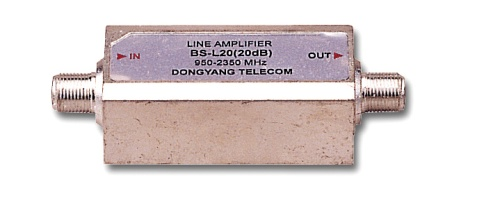 LINE AMPLIFIER
▶IN BS-L20(20dB) OUT▶
950-2350 MHz
DONGYANG TELECOM